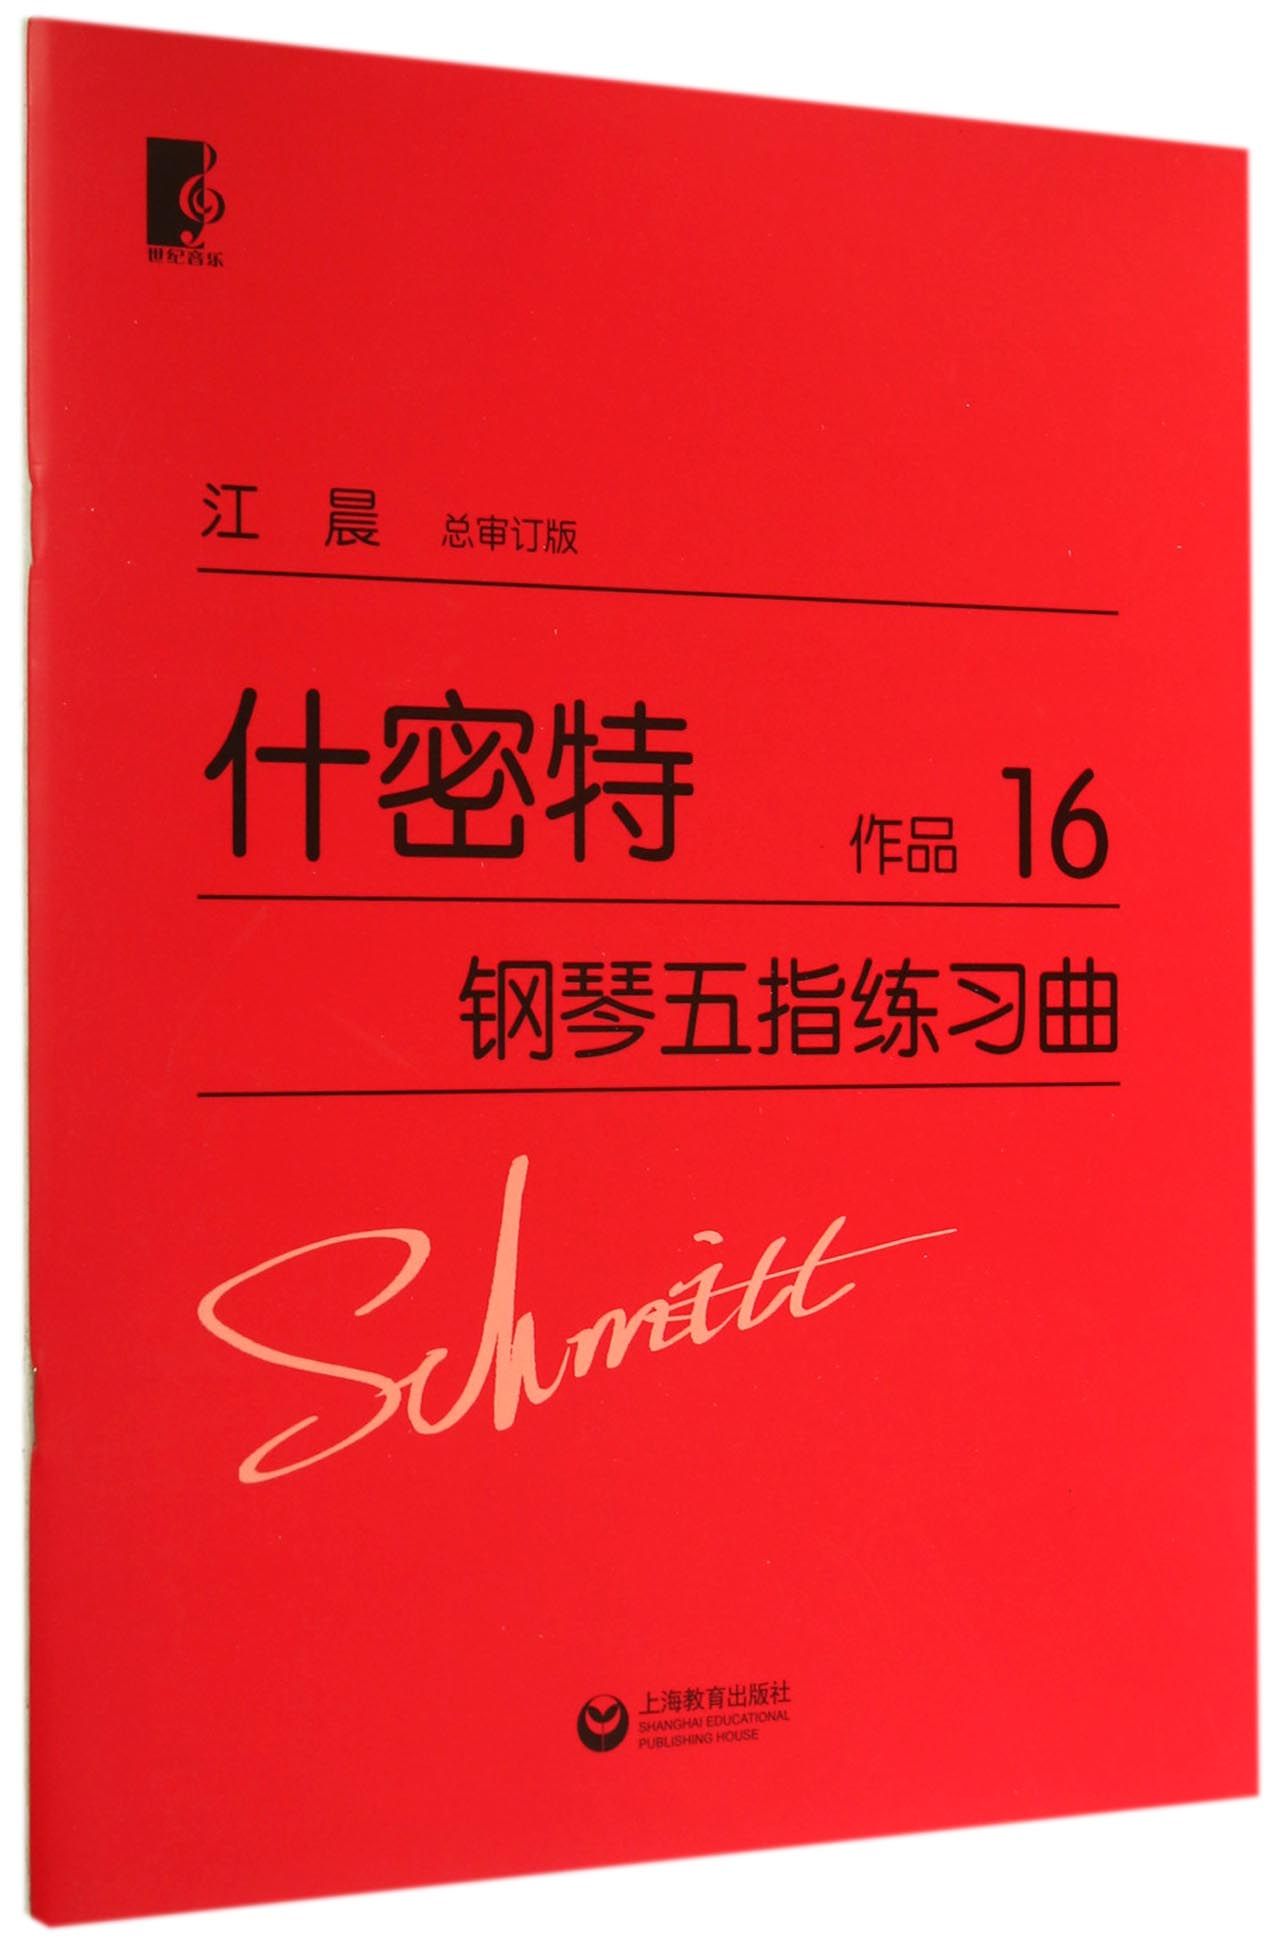 世纪音乐
江晨 总审订版
什密特 作品 16
钢琴五指练习曲
Schmitt
上海教育出版社
SHANGHAI EDUCATIONAL
PUBLISHING HOUSE